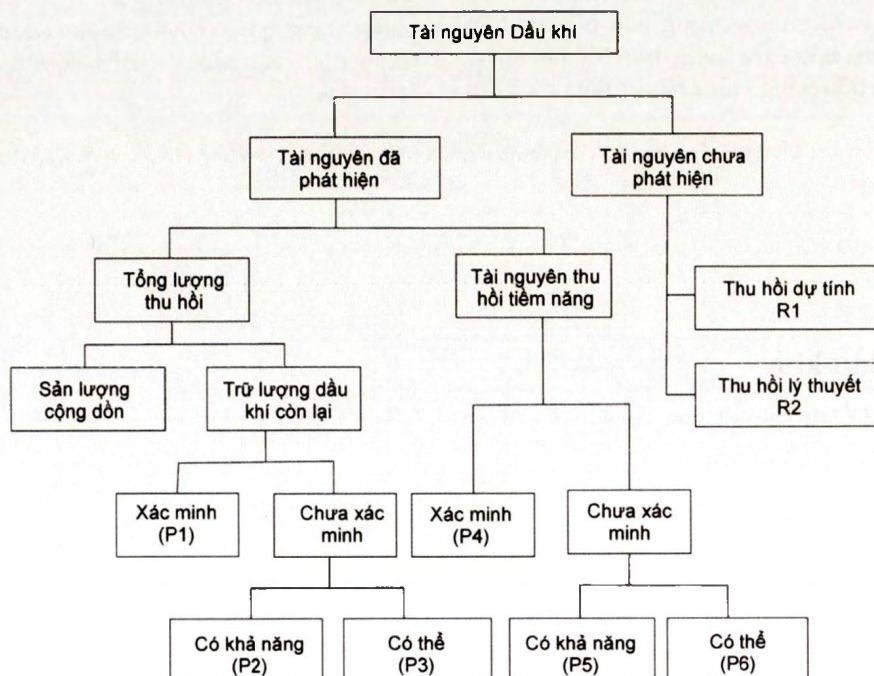 Tài nguyên Dầu khí
Tài nguyên đã
phát hiện
Tài nguyên chưa
phát hiện
Tổng lượng
thu hồi
Tài nguyên thu
hồi tiềm năng
Thu hồi dự tính
R1
Sản lượng
cộng dồn
Trữ lượng dầu
khí còn lại
Thu hồi lý thuyết
R2
Xác minh
(P1)
Chưa xác
minh
Xác minh
(P4)
Chưa xác
minh
Có khả năng
(P2)
Có thể
(P3)
Có khả năng
(P5)
Có thể
(P6)